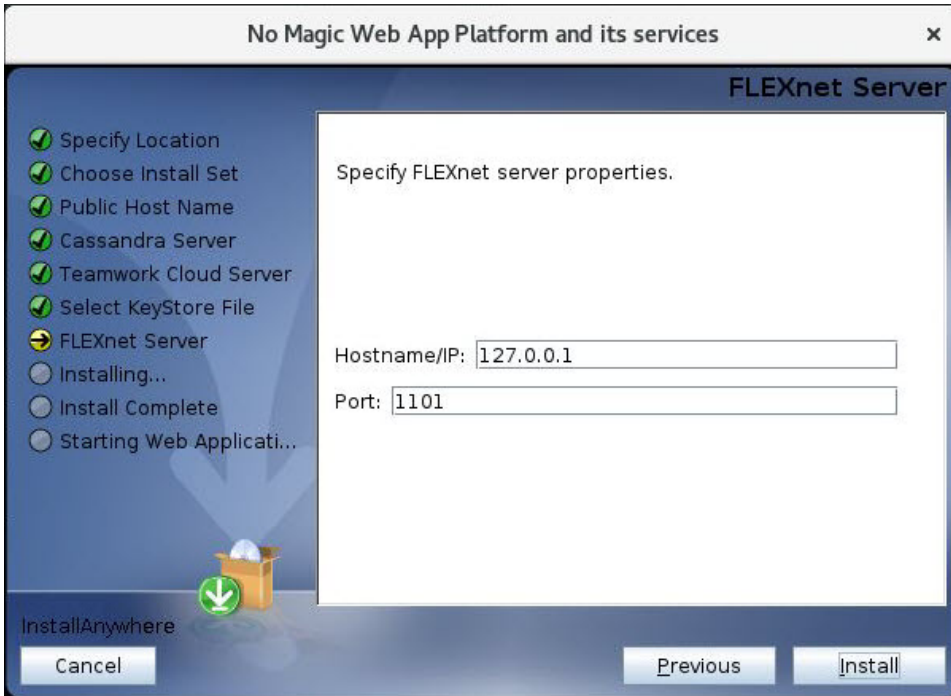 No Magic Web App Platform and its services
×
FLEXnet Server
Specify Location
Choose Install Set
Public Host Name
Cassandra Server
Teamwork Cloud Server
Select KeyStore File
FLEXnet Server
Installing...
Install Complete
Starting Web Applicati...
Specify FLEXnet server properties.
Hostname/IP: 127.0.0.1
Port: 1101
InstallAnywhere
Cancel Previous Install